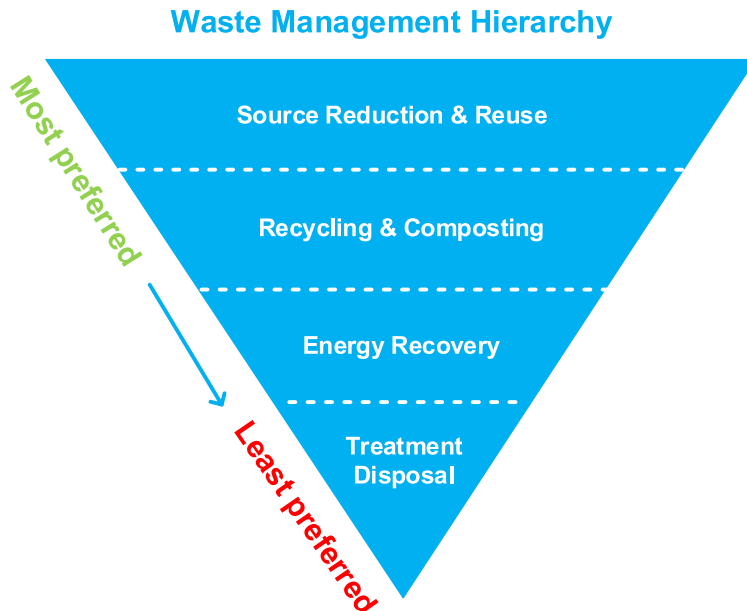 Waste Management Hierarchy
Most preferred
Source Reduction & Reuse
Recycling & Composting
Energy Recovery
Treatment
Disposal
Least preferred